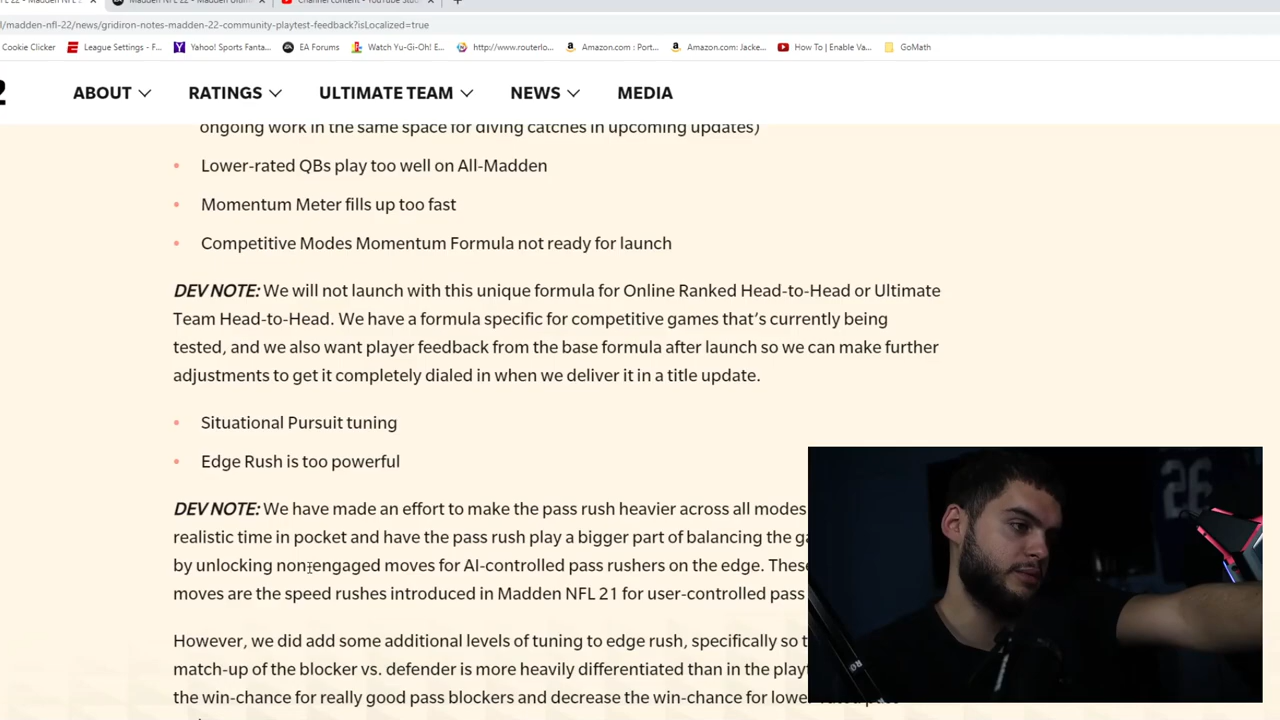 22 - Madden NFL 22 - Madden Ultim Channel content - YouTube Stu
l/madden-nfl-22/news/gridiron-notes-madden-22-community-playtest-feedback?isLocalized=true
Cookie Clicker League Settings - F... Yahoo! Sports Fanta... EA Forums Watch Yu-Gi-Oh! E... http://www.routerlo... Amazon.com : Port... Amazon.com: Jacke... How To | Enable Va... GoMath
2 ABOUT RATINGS ULTIMATE TEAM NEWS MEDIA
ongoing work in the same space for diving catches in upcoming updates)
• Lower-rated QBs play too well on All-Madden
• Momentum Meter fills up too fast
• Competitive Modes Momentum Formula not ready for launch
DEV NOTE: We will not launch with this unique formula for Online Ranked Head-to-Head or Ultimate
Team Head-to-Head. We have a formula specific for competitive games that's currently being
tested, and we also want player feedback from the base formula after launch so we can make further
adjustments to get it completely dialed in when we deliver it in a title update.
• Situational Pursuit tuning
• Edge Rush is too powerful
DEV NOTE: We have made an effort to make the pass rush heavier across all modes
realistic time in pocket and have the pass rush play a bigger part of balancing the ga
by unlocking non-engaged moves for AI-controlled pass rushers on the edge. These
moves are the speed rushes introduced in Madden NFL 21 for user-controlled pass
However, we did add some additional levels of tuning to edge rush, specifically so t
match-up of the blocker vs. defender is more heavily differentiated than in the play
the win-chance for really good pass blockers and decrease the win-chance for lower
26